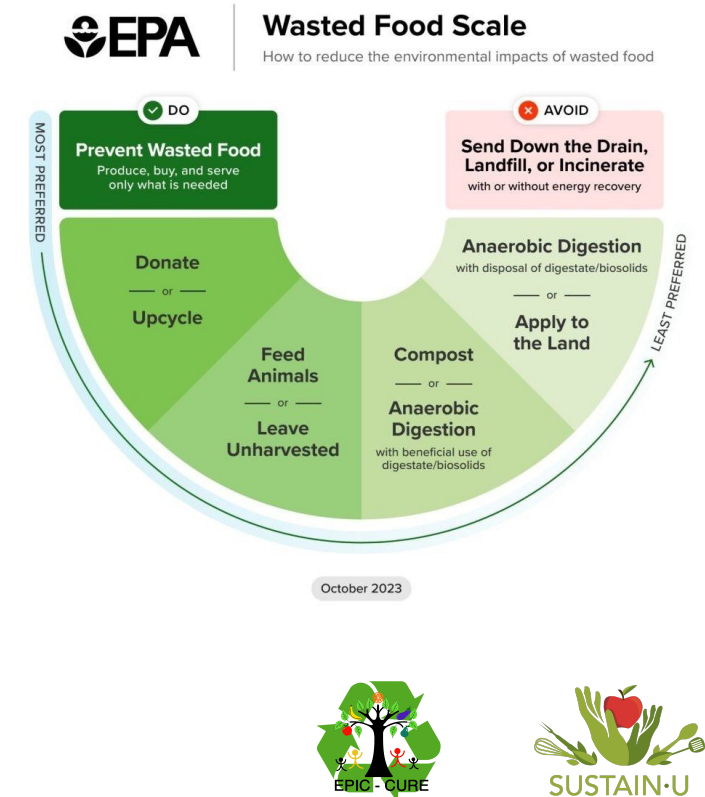 EPA
Wasted Food Scale
How to reduce the environmental impacts of wasted food
DO
Prevent Wasted Food
Produce, buy, and serve
only what is needed
AVOID
Send Down the Drain,
Landfill, or Incinerate
with or without energy recovery
MOST PREFERRED
Donate
or
Upcycle
Feed
Animals
or
Leave
Unharvested
Compost
or
Anaerobic
Digestion
with beneficial use of
digestate/biosolids
Anaerobic Digestion
with disposal of digestate/biosolids
or
Apply to
the Land
LEAST PREFERRED
October 2023
EPIC - CURE
SUSTAIN·U